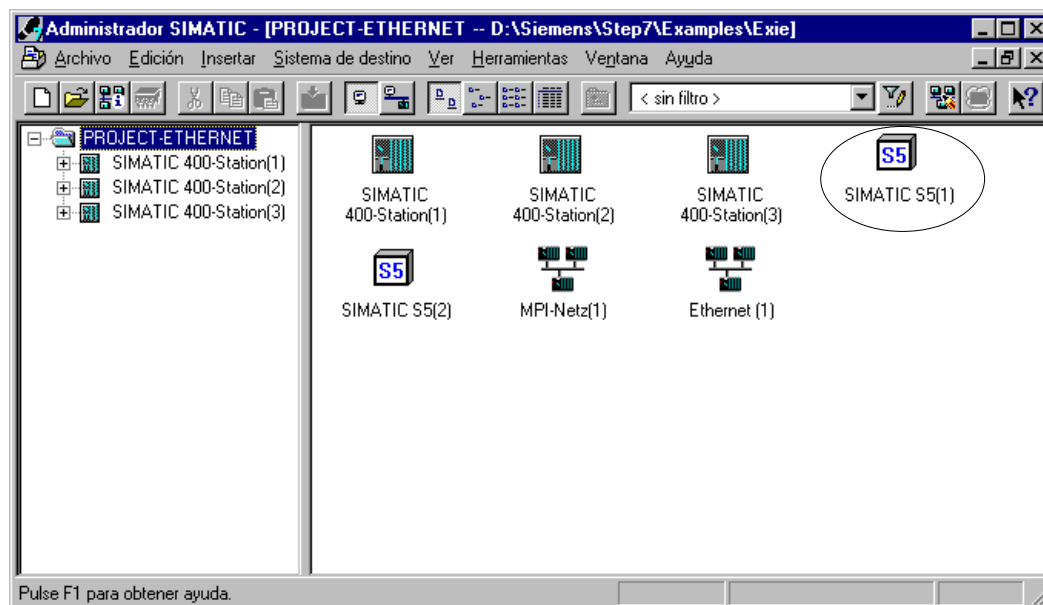 Administrador SIMATIC - [PROJECT-ETHERNET -- D:\Siemens\Step7\Examples\Exie]
Archivo Edición Insertar Sistema de destino Ver Herramientas Ventana Ayuda
< sin filtro >
PROJECT-ETHERNET
SIMATIC 400-Station(1)
SIMATIC 400-Station(2)
SIMATIC 400-Station(3)
SIMATIC
400-Station(1)
SIMATIC
400-Station(2)
SIMATIC
400-Station(3)
S5
SIMATIC S5(1)
S5
SIMATIC S5(2)
MPI-Netz(1)
Ethernet (1)
Pulse F1 para obtener ayuda.